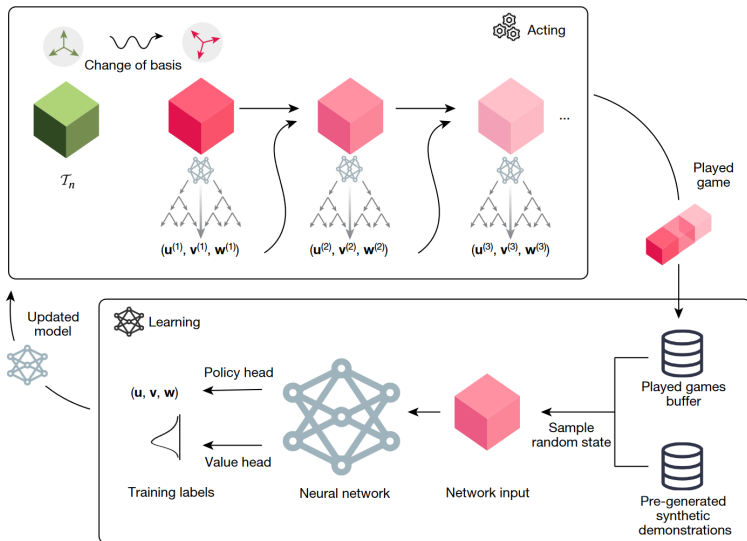 Acting
Change of basis
𝒯ₙ
...
(u⁽¹⁾, v⁽¹⁾, w⁽¹⁾)
(u⁽²⁾, v⁽²⁾, w⁽²⁾)
(u⁽³⁾, v⁽³⁾, w⁽³⁾)
Played
game
Updated
model
Learning
Policy head
(u, v, w)
Value head
Training labels
Neural network
Network input
Sample
random state
Played games
buffer
Pre-generated
synthetic
demonstrations